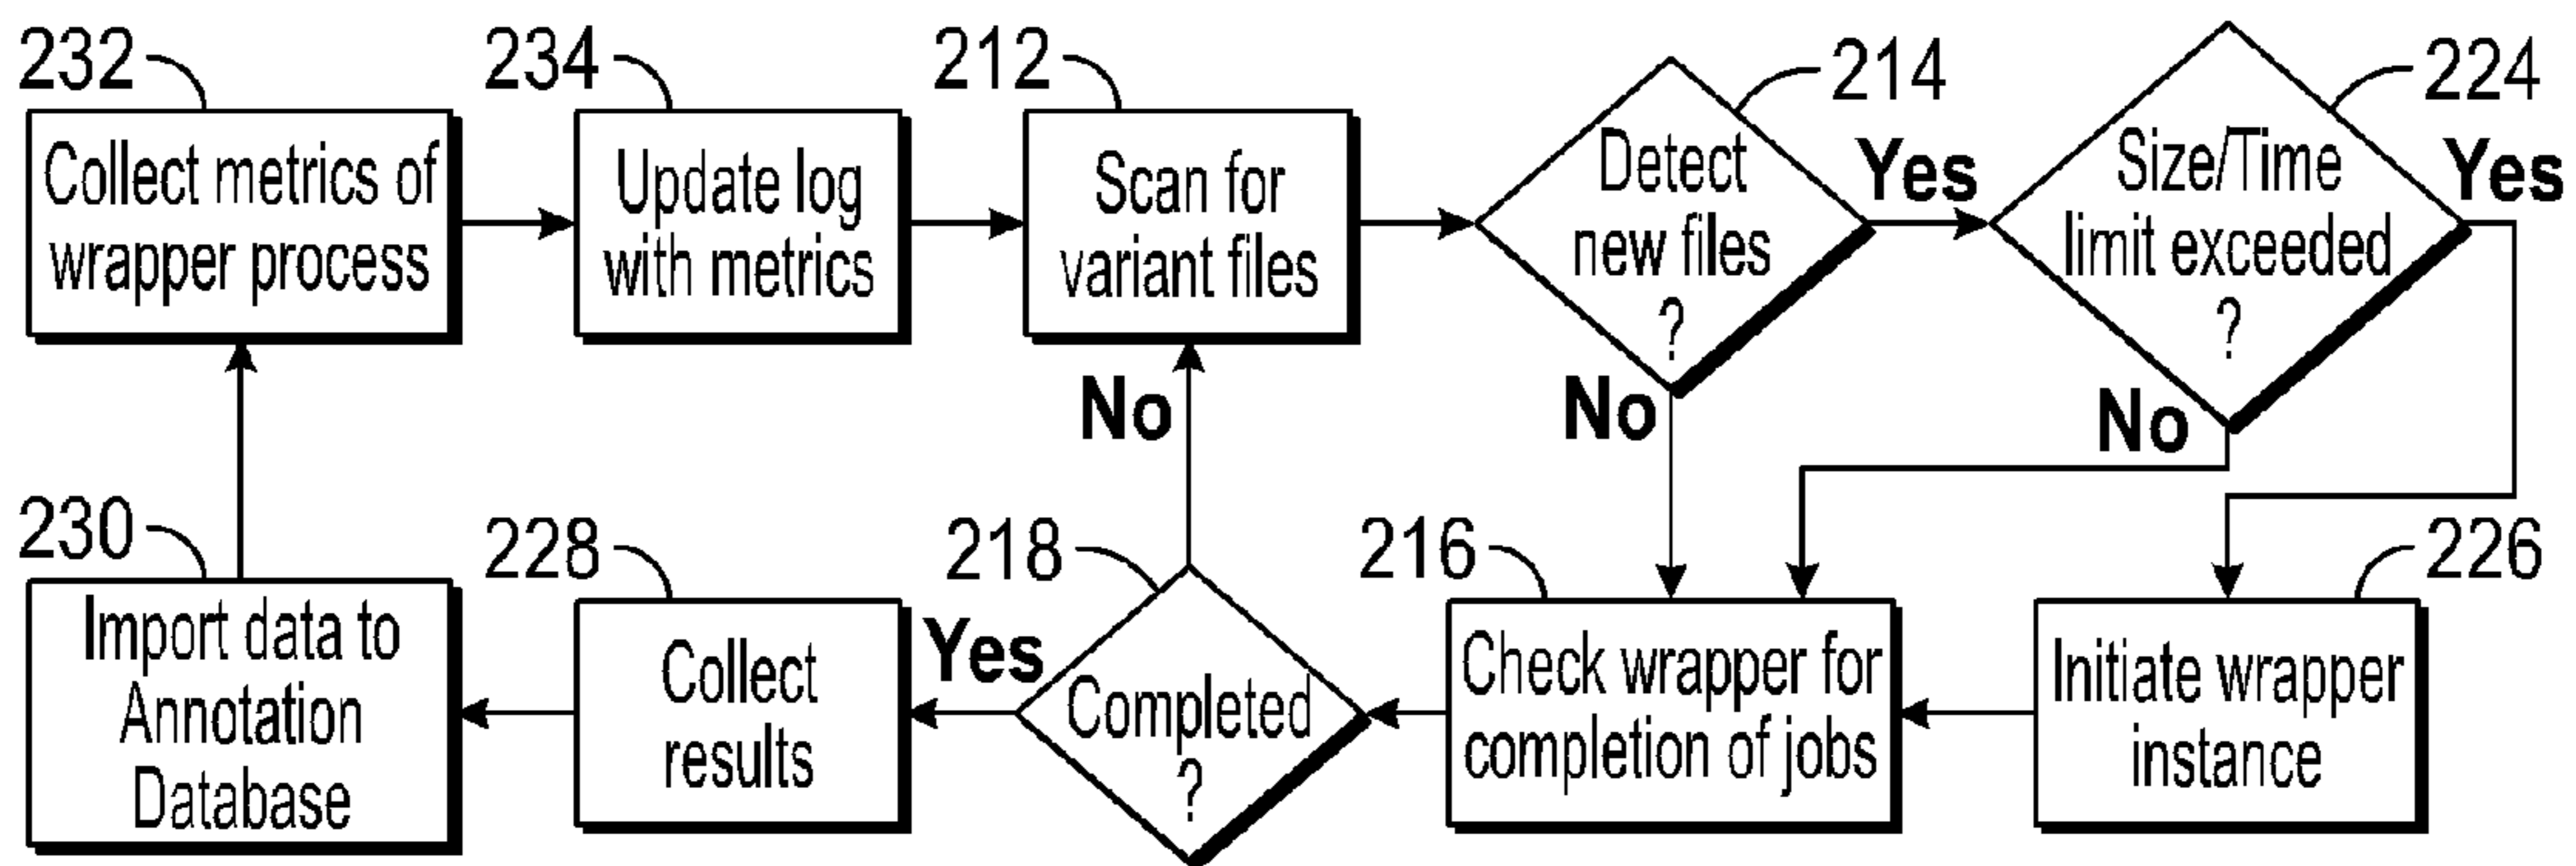 232
Collect metrics of
wrapper process
234
Update log
with metrics
212
Scan for
variant files
214
Detect
new files
?
Yes
No
224
Size/Time
limit exceeded
?
Yes
No
230
Import data to
Annotation
Database
228
Collect
results
218
Completed
?
Yes
No
216
Check wrapper for
completion of jobs
226
Initiate wrapper
instance